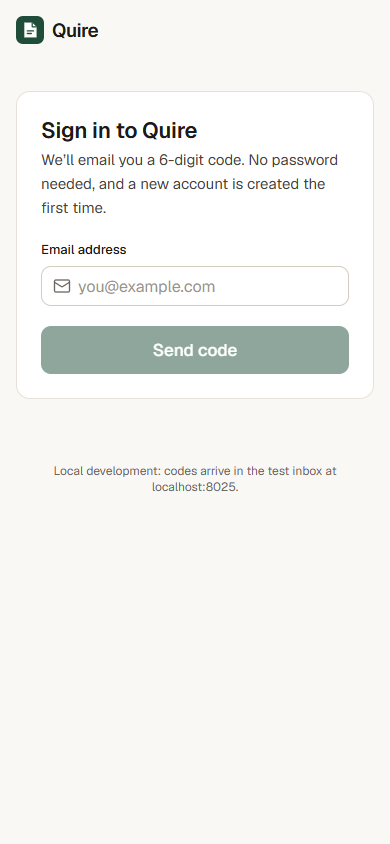 Quire
Sign in to Quire
We’ll email you a 6-digit code. No password
needed, and a new account is created the
first time.
Email address
you@example.com
Send code
Local development: codes arrive in the test inbox at
localhost:8025.